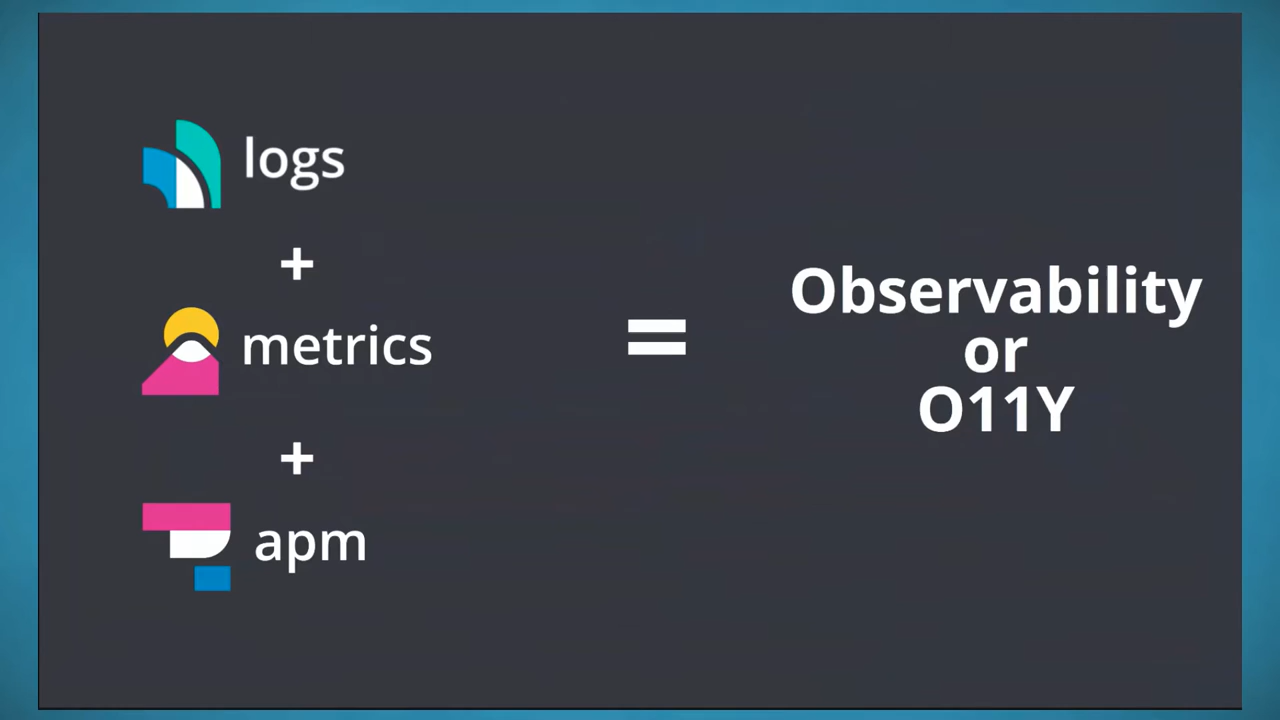 logs
+
metrics
+
apm
=
Observability
or
O11Y